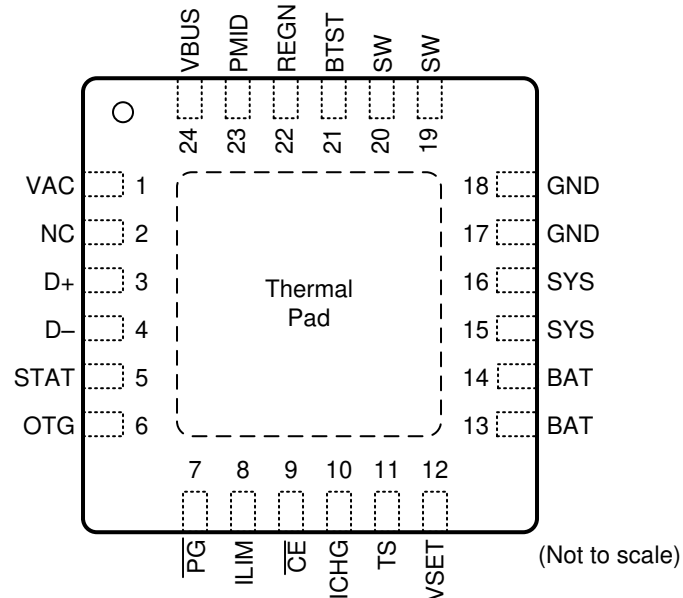 VBUS PMID REGN BTST SW SW
24 23 22 21 20 19
VAC 1 18 GND
NC 2 17 GND
D+ 3 16 SYS
D– 4 15 SYS
STAT 5 14 BAT
OTG 6 13 BAT
Thermal
Pad
7 8 9 10 11 12
P̅G̅ ILIM C̅E̅ ICHG TS VSET
(Not to scale)